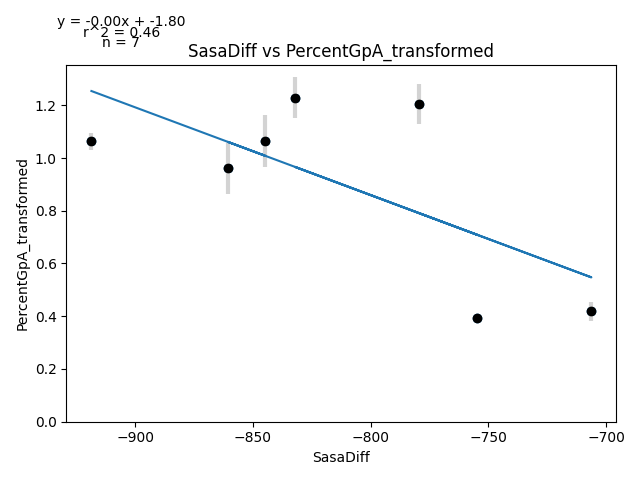 y = -0.00x + -1.80
r^2 = 0.46
n = 7
SasaDiff vs PercentGpA_transformed
PercentGpA_transformed
1.2
1.0
0.8
0.6
0.4
0.2
0.0
−900
−850
−800
−750
−700
SasaDiff